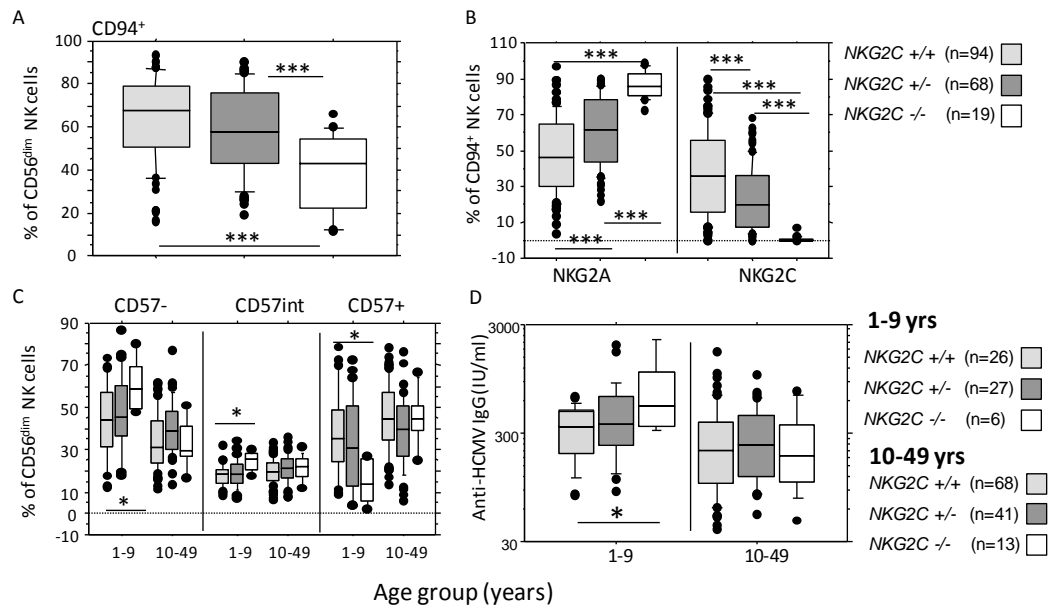 A
CD94+
***
***
% of CD56dim NK cells
100
80
60
40
20
0
B
***
***
***
***
***
***
% of CD94+ NK cells
110
90
70
50
30
10
-10
NKG2A
NKG2C
NKG2C +/+ (n=94)
NKG2C +/- (n=68)
NKG2C -/- (n=19)
C
CD57-
CD57int
CD57+
*
*
*
% of CD56dim NK cells
90
70
50
30
10
-10
1-9
10-49
1-9
10-49
1-9
10-49
D
*
Anti-HCMV IgG (IU/ml)
3000
300
30
1-9
10-49
1-9 yrs
NKG2C +/+ (n=26)
NKG2C +/- (n=27)
NKG2C -/- (n=6)
10-49 yrs
NKG2C +/+ (n=68)
NKG2C +/- (n=41)
NKG2C -/- (n=13)
Age group (years)